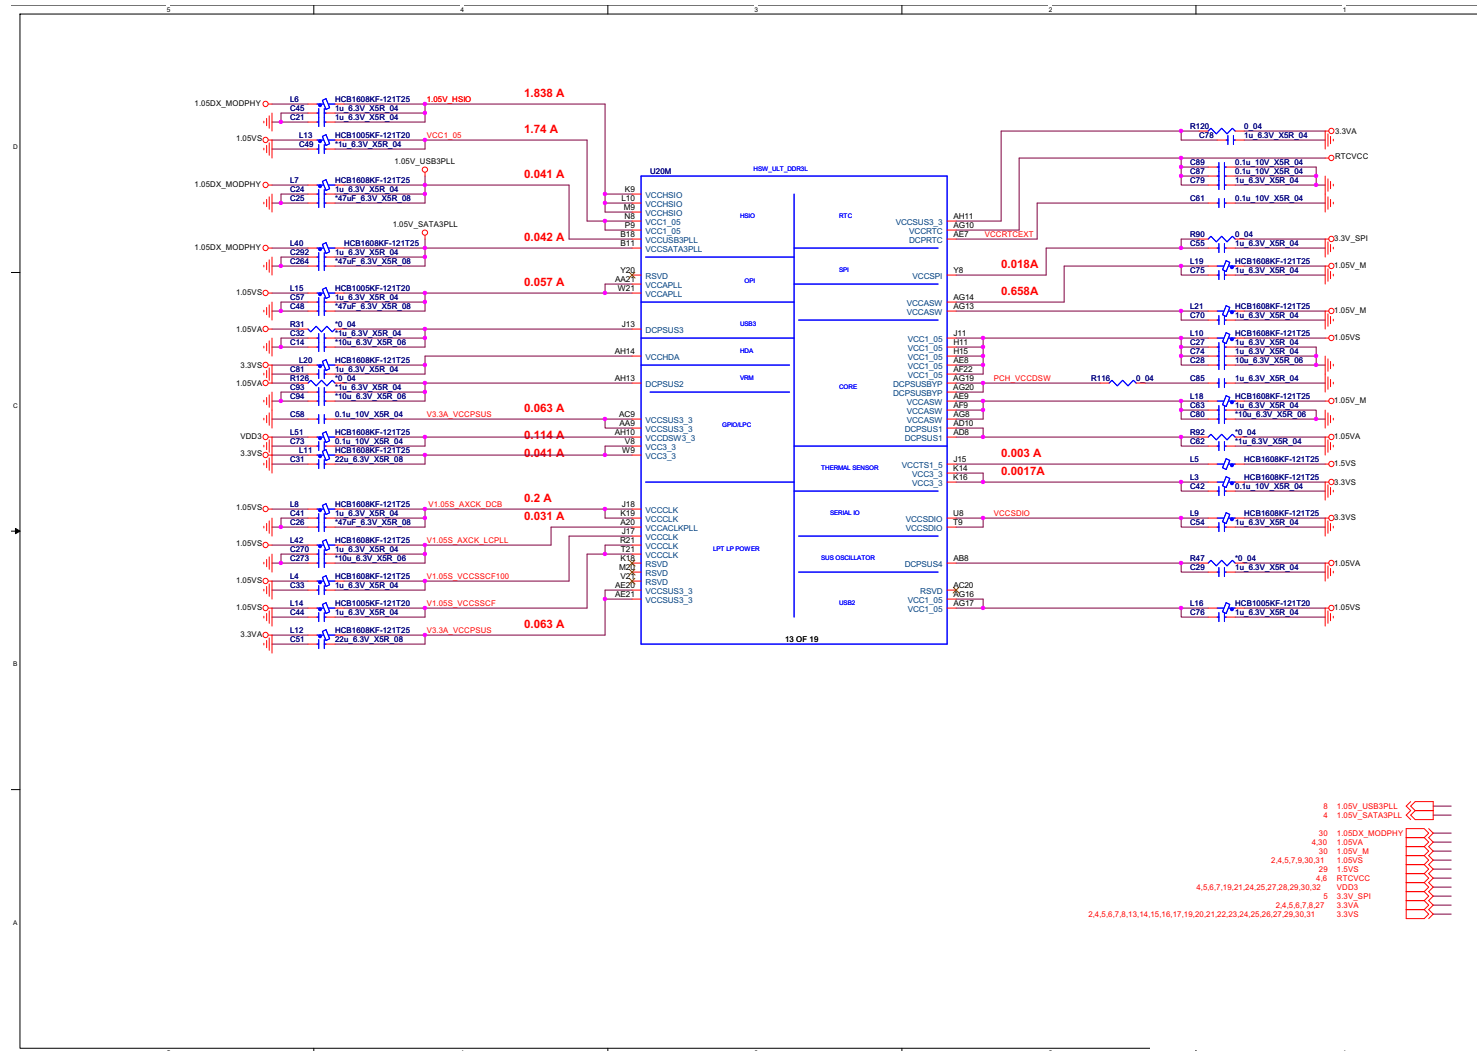 5 4 3 2 1
D
C
B
A
1.05DX_MODPHY L6 HCB1608KF-121T25 1.05V_HSIO 1.838 A
C45 1u_6.3V_X5R_04
C21 1u_6.3V_X5R_04
1.05VS L13 HCB1005KF-121T20 VCC1_05 1.74 A
C49 *1u_6.3V_X5R_04
1.05V_USB3PLL
1.05DX_MODPHY L7 HCB1608KF-121T25 0.041 A
C24 1u_6.3V_X5R_04
C25 *47uF_6.3V_X5R_08
1.05V_SATA3PLL
1.05DX_MODPHY L40 HCB1608KF-121T25 0.042 A
C292 1u_6.3V_X5R_04
C264 *47uF_6.3V_X5R_08
1.05VS L15 HCB1005KF-121T20 0.057 A
C57 1u_6.3V_X5R_04
C48 *47uF_6.3V_X5R_08
1.05VA R31 *0_04
C32 *1u_6.3V_X5R_04
C14 *10u_6.3V_X5R_06
3.3VS L20 HCB1608KF-121T25
C81 1u_6.3V_X5R_04
1.05VA R126 *0_04
C93 *1u_6.3V_X5R_04
C94 *10u_6.3V_X5R_06
C58 0.1u_10V_X5R_04 V3.3A_VCCPSUS 0.063 A
VDD3 L51 HCB1608KF-121T25 0.114 A
C73 0.1u_10V_X5R_04
3.3VS L11 HCB1608KF-121T25 0.041 A
C31 22u_6.3V_X5R_08
1.05VS L8 HCB1608KF-121T25 V1.05S_AXCK_DCB 0.2 A
C41 1u_6.3V_X5R_04
C26 *47uF_6.3V_X5R_08 0.031 A
1.05VS L42 HCB1608KF-121T25 V1.05S_AXCK_LCPLL
C270 1u_6.3V_X5R_04
C273 *10u_6.3V_X5R_06
1.05VS L4 HCB1608KF-121T25 V1.05S_VCCSSCF100
C33 1u_6.3V_X5R_04
1.05VS L14 HCB1005KF-121T20 V1.05S_VCCSSCF
C44 1u_6.3V_X5R_04
3.3VA L12 HCB1608KF-121T25 V3.3A_VCCPSUS 0.063 A
C51 22u_6.3V_X5R_08
U20M HSW_ULT_DDR3L
K9 VCCHSIO
L10 VCCHSIO
M9 VCCHSIO
N8 VCC1_05
P9 VCC1_05
B18 VCCUSB3PLL
B11 VCCSATA3PLL
Y20 RSVD
AA21 VCCAPLL
W21 VCCAPLL
J13 DCPSUS3
AH14 VCCHDA
AH13 DCPSUS2
AC9 VCCSUS3_3
AA9 VCCSUS3_3
AH10 VCCDSW3_3
V8 VCC3_3
W9 VCC3_3
J18 VCCCLK
K19 VCCCLK
A20 VCCACLKPLL
J17 VCCCLK
R21 VCCCLK
T21 VCCCLK
K18 RSVD
M20 RSVD
V21 RSVD
AE20 VCCSUS3_3
AE21 VCCSUS3_3
HSIO
OPI
USB3
HDA
VRM
GPIO/LPC
LPT LP POWER
RTC
SPI
CORE
THERMAL SENSOR
SERIAL IO
SUS OSCILLATOR
USB2
13 OF 19
VCCSUS3_3 AH11
VCCRTC AG10
DCPRTC AE7 VCCRTCEXT
VCCSPI Y8 0.018A
VCCASW AG14 0.658A
VCCASW AG13
VCC1_05 J11
VCC1_05 H11
VCC1_05 H15
VCC1_05 AE8
VCC1_05 AF22
DCPSUSBYP AG19 PCH_VCCDSW
DCPSUSBYP AG20
VCCASW AE9
VCCASW AF9
VCCASW AG8
DCPSUS1 AD10
DCPSUS1 AD8
VCCTS1_5 J15 0.003 A
VCC3_3 K14 0.0017A
VCC3_3 K16
VCCSDIO U8 VCCSDIO
VCCSDIO T9
DCPSUS4 AB8
RSVD AC20
VCC1_05 AG16
VCC1_05 AG17
R120 0_04 3.3VA
C78 1u_6.3V_X5R_04
RTCVCC
C89 0.1u_10V_X5R_04
C87 0.1u_10V_X5R_04
C79 1u_6.3V_X5R_04
C61 0.1u_10V_X5R_04
R90 0_04 3.3V_SPI
C55 1u_6.3V_X5R_04
L19 HCB1608KF-121T25 1.05V_M
C75 1u_6.3V_X5R_04
L21 HCB1608KF-121T25 1.05V_M
C70 1u_6.3V_X5R_04
L10 HCB1608KF-121T25 1.05VS
C27 1u_6.3V_X5R_04
C74 1u_6.3V_X5R_04
C28 10u_6.3V_X5R_06
R116 0_04 C85 1u_6.3V_X5R_04
L18 HCB1608KF-121T25 1.05V_M
C63 1u_6.3V_X5R_04
C80 *10u_6.3V_X5R_06
R92 *0_04 1.05VA
C62 *1u_6.3V_X5R_04
L5 HCB1608KF-121T25 1.5VS
L3 HCB1608KF-121T25 3.3VS
C42 0.1u_10V_X5R_04
L9 HCB1608KF-121T25 3.3VS
C54 1u_6.3V_X5R_04
R47 *0_04 1.05VA
C29 1u_6.3V_X5R_04
L16 HCB1005KF-121T20 1.05VS
C76 1u_6.3V_X5R_04
8 1.05V_USB3PLL
4 1.05V_SATA3PLL
30 1.05DX_MODPHY
4,30 1.05VA
30 1.05V_M
2,4,5,7,9,30,31 1.05VS
29 1.5VS
4,6 RTCVCC
4,5,6,7,19,21,24,25,27,28,29,30,32 VDD3
5 3.3V_SPI
2,4,5,6,7,8,27 3.3VA
2,4,5,6,7,8,13,14,15,16,17,19,20,21,22,23,24,25,26,27,29,30,31 3.3VS